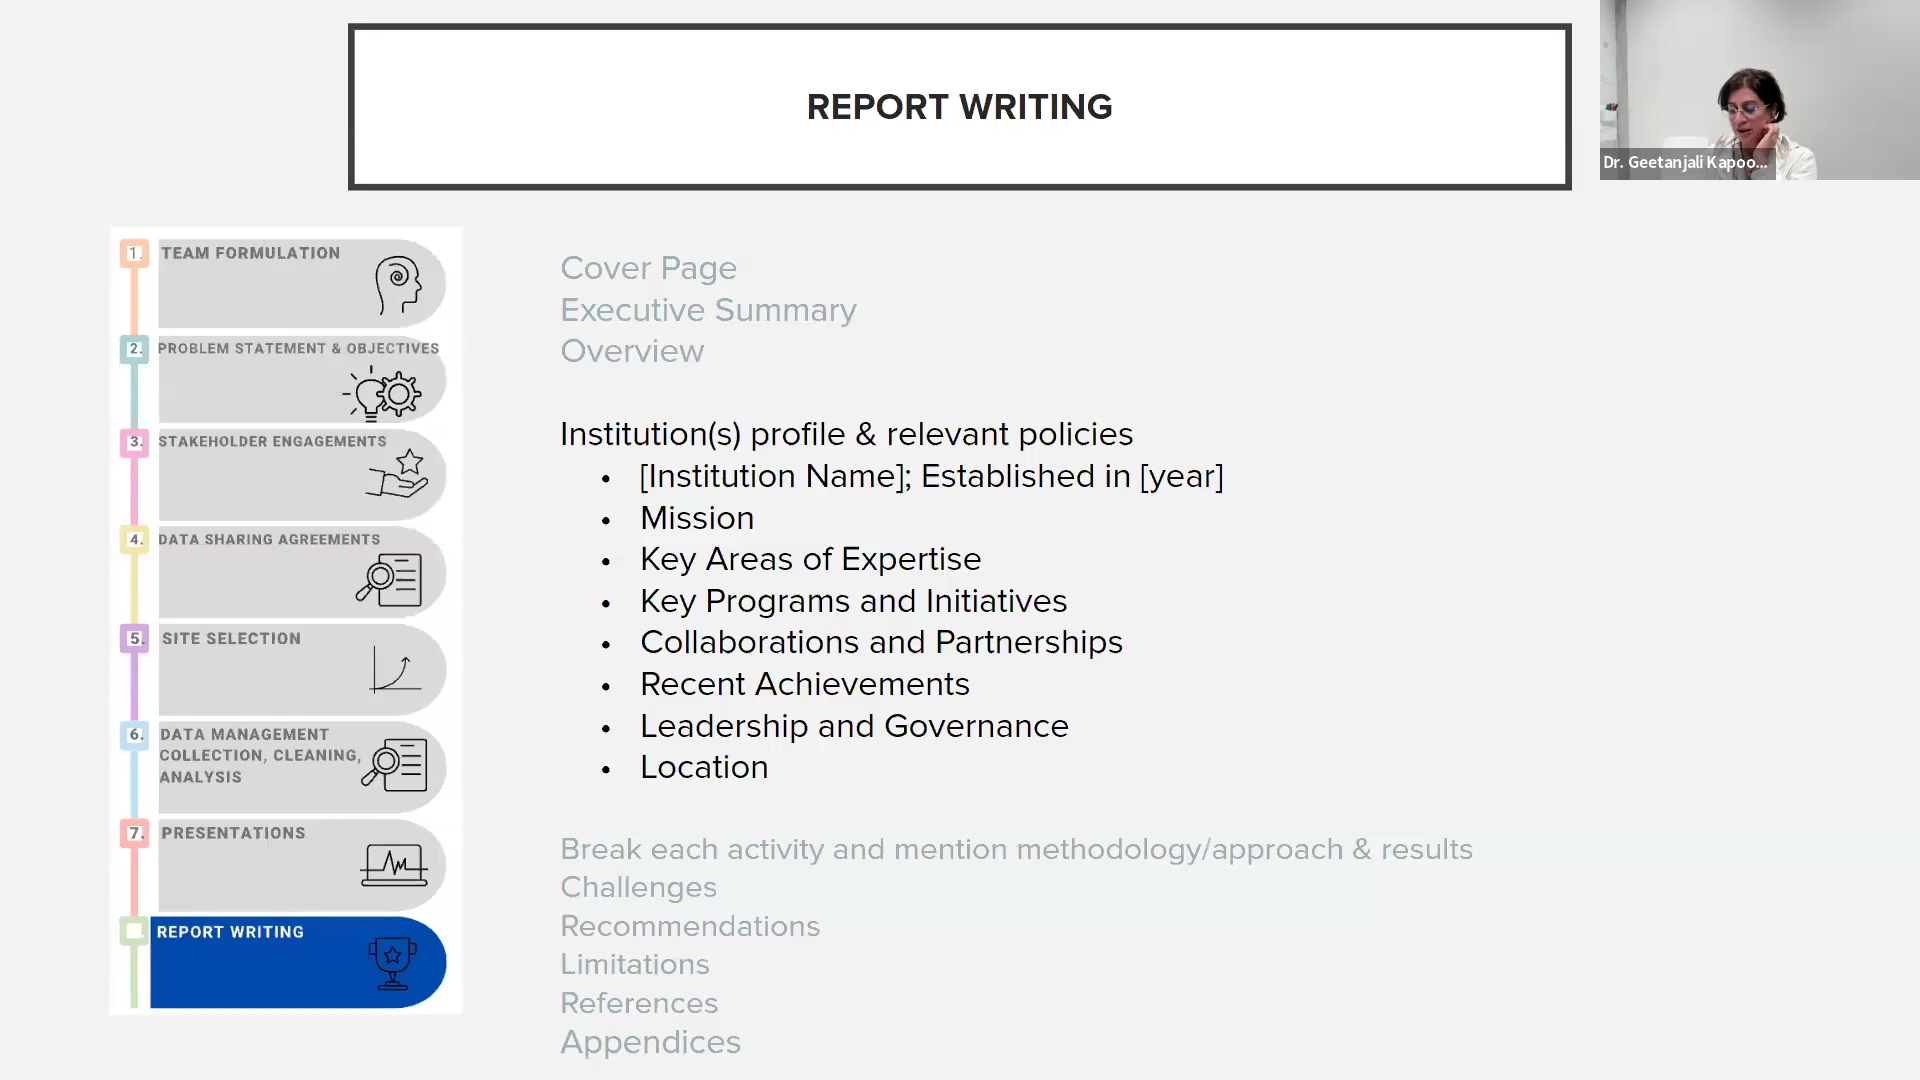 REPORT WRITING
Dr. Geetanjali Kapoo...
1. TEAM FORMULATION
2. PROBLEM STATEMENT & OBJECTIVES
3. STAKEHOLDER ENGAGEMENTS
4. DATA SHARING AGREEMENTS
5. SITE SELECTION
6. DATA MANAGEMENT
COLLECTION, CLEANING,
ANALYSIS
7. PRESENTATIONS
REPORT WRITING
Cover Page
Executive Summary
Overview
Institution(s) profile & relevant policies
• [Institution Name]; Established in [year]
• Mission
• Key Areas of Expertise
• Key Programs and Initiatives
• Collaborations and Partnerships
• Recent Achievements
• Leadership and Governance
• Location
Break each activity and mention methodology/approach & results
Challenges
Recommendations
Limitations
References
Appendices